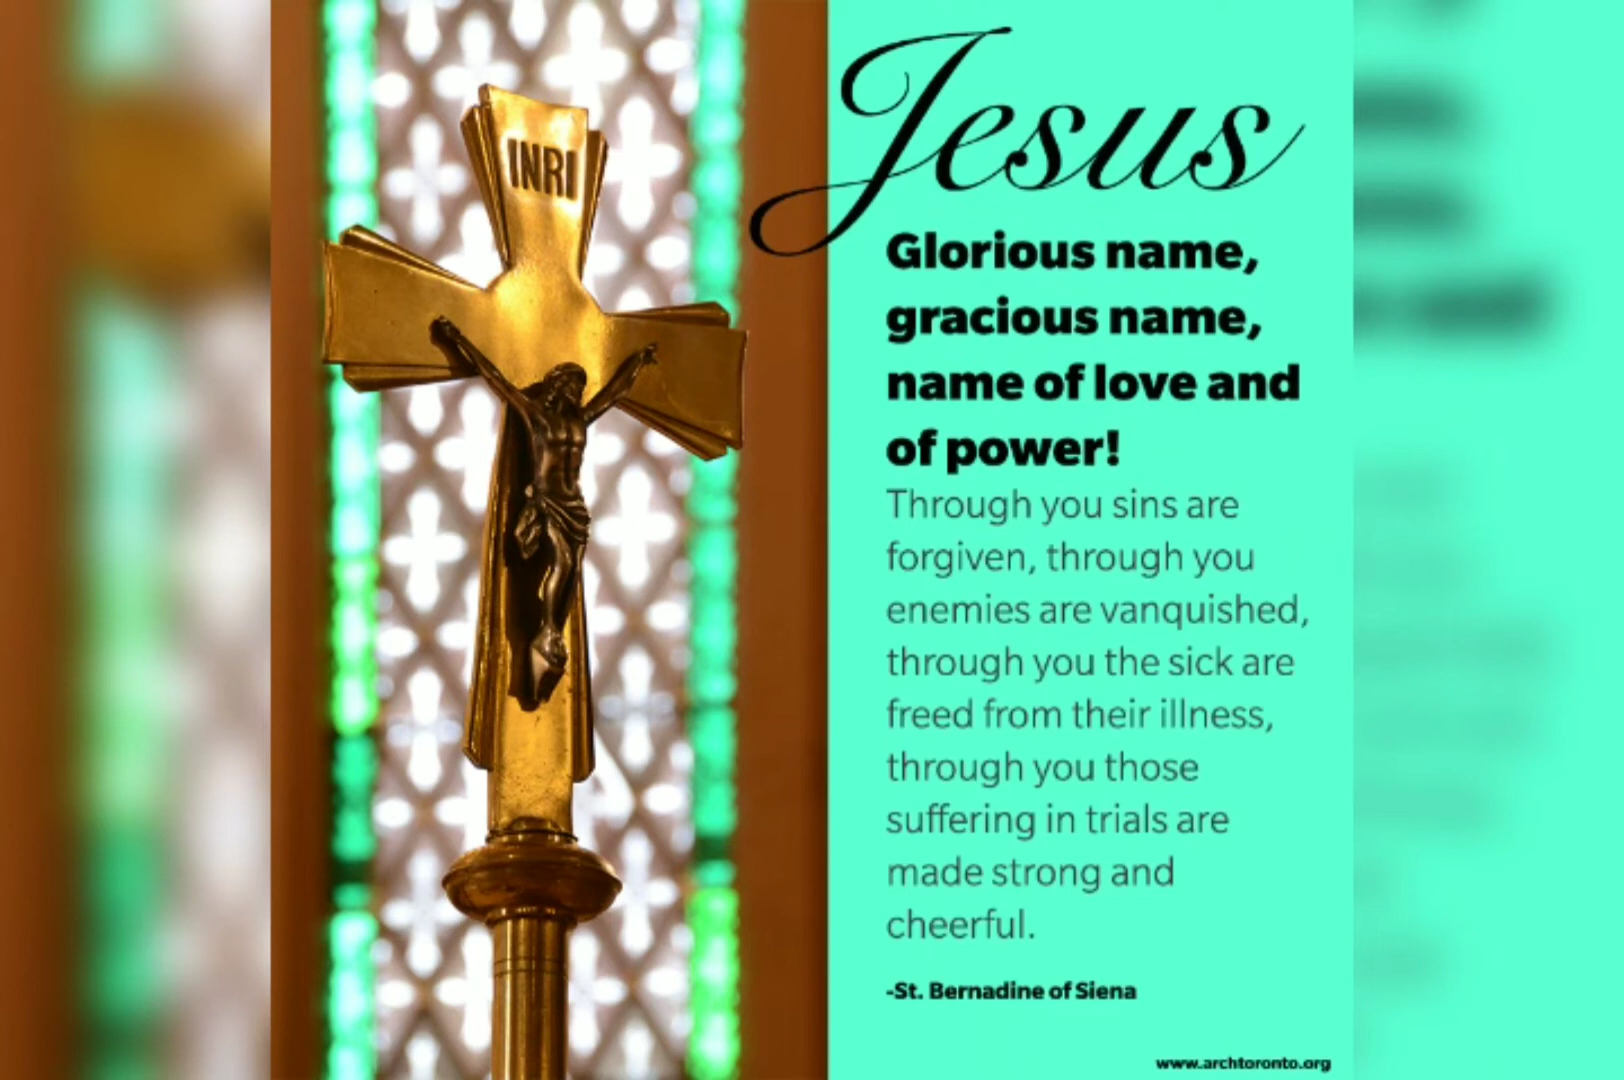 INRI
Jesus
Glorious name,
gracious name,
name of love and
of power!
Through you sins are
forgiven, through you
enemies are vanquished,
through you the sick are
freed from their illness,
through you those
suffering in trials are
made strong and
cheerful.
-St. Bernadine of Siena
www.archtoronto.org